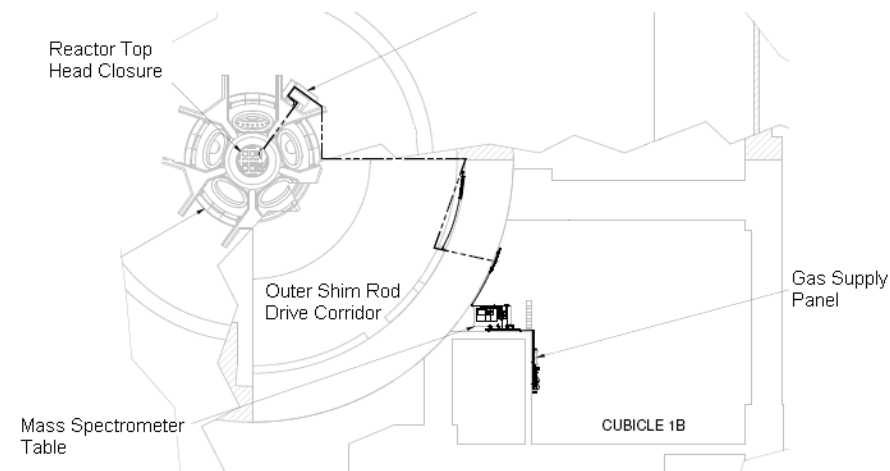 Reactor Top
Head Closure
Outer Shim Rod
Drive Corridor
Gas Supply
Panel
Mass Spectrometer
Table
CUBICLE 1B